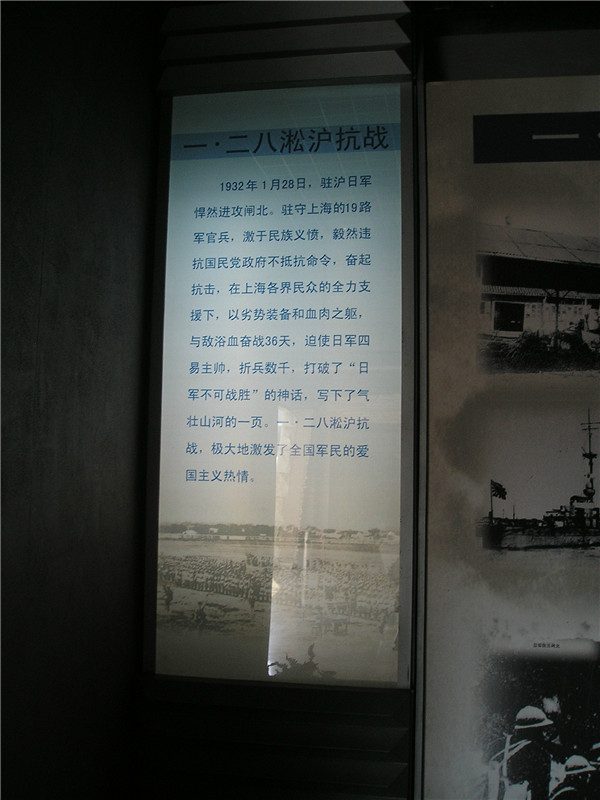 一·二八淞沪抗战
1932年1月28日，驻沪日军
悍然进攻闸北。驻守上海的19路
军官兵，激于民族义愤，毅然违
抗国民党政府不抵抗命令，奋起
抗击，在上海各界民众的全力支
援下，以劣势装备和血肉之躯，
与敌浴血奋战36天，迫使日军四
易主帅，折兵数千，打破了“日
军不可战胜”的神话，写下了气
壮山河的一页。一·二八淞沪抗
战，极大地激发了全国军民的爱
国主义热情。
一·